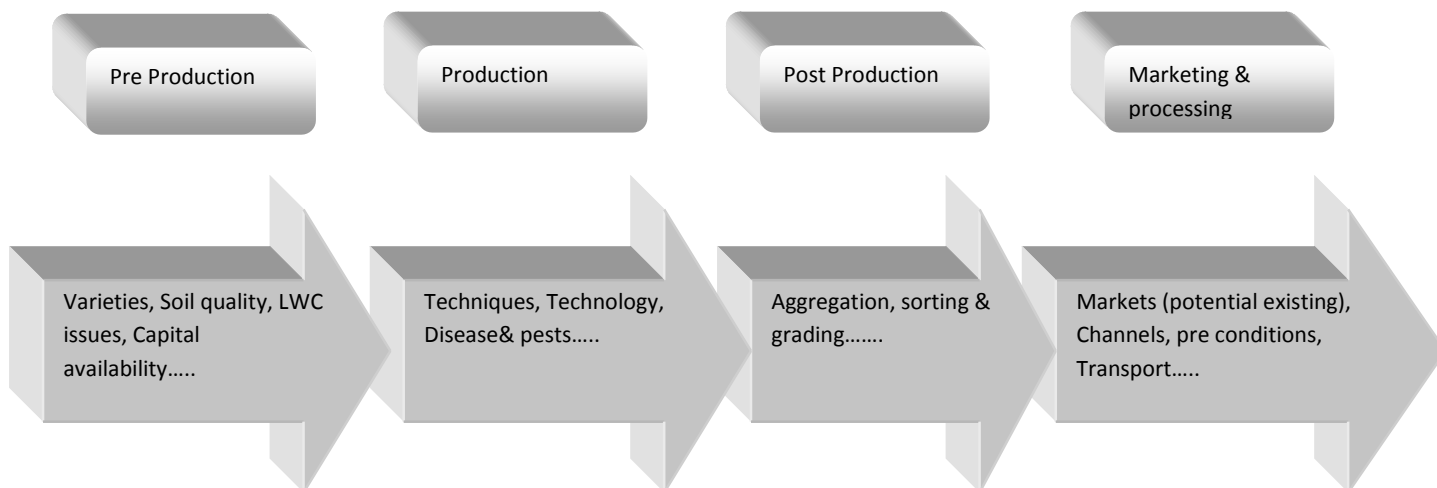 Pre Production
Production
Post Production
Marketing &
processing
Varieties, Soil quality, LWC
issues, Capital
availability…..
Techniques, Technology,
Disease& pests…..
Aggregation, sorting &
grading…….
Markets (potential existing),
Channels, pre conditions,
Transport…..